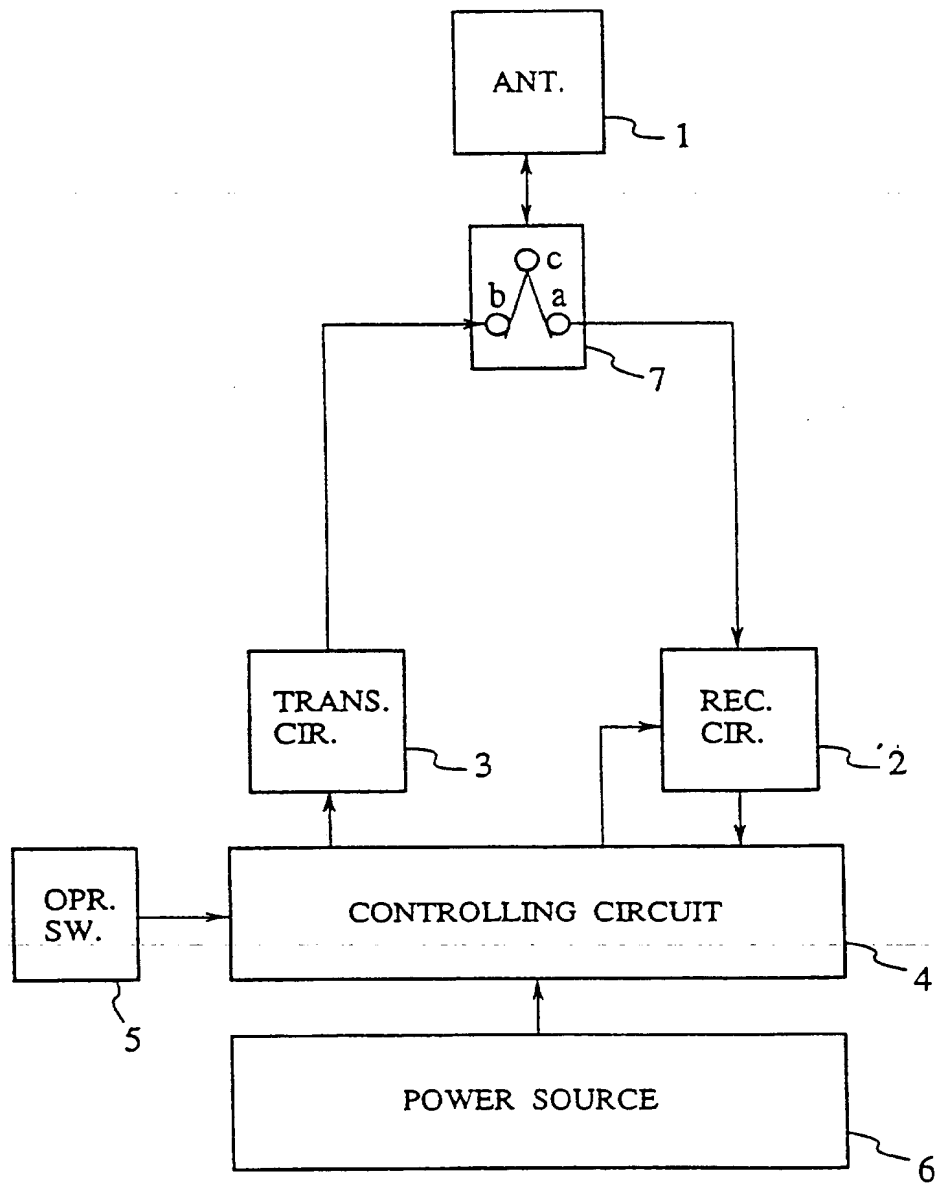 ANT.
1
c
b a
7
TRANS.
CIR.
3
REC.
CIR.
2
OPR.
SW.
5
CONTROLLING CIRCUIT
4
POWER SOURCE
6